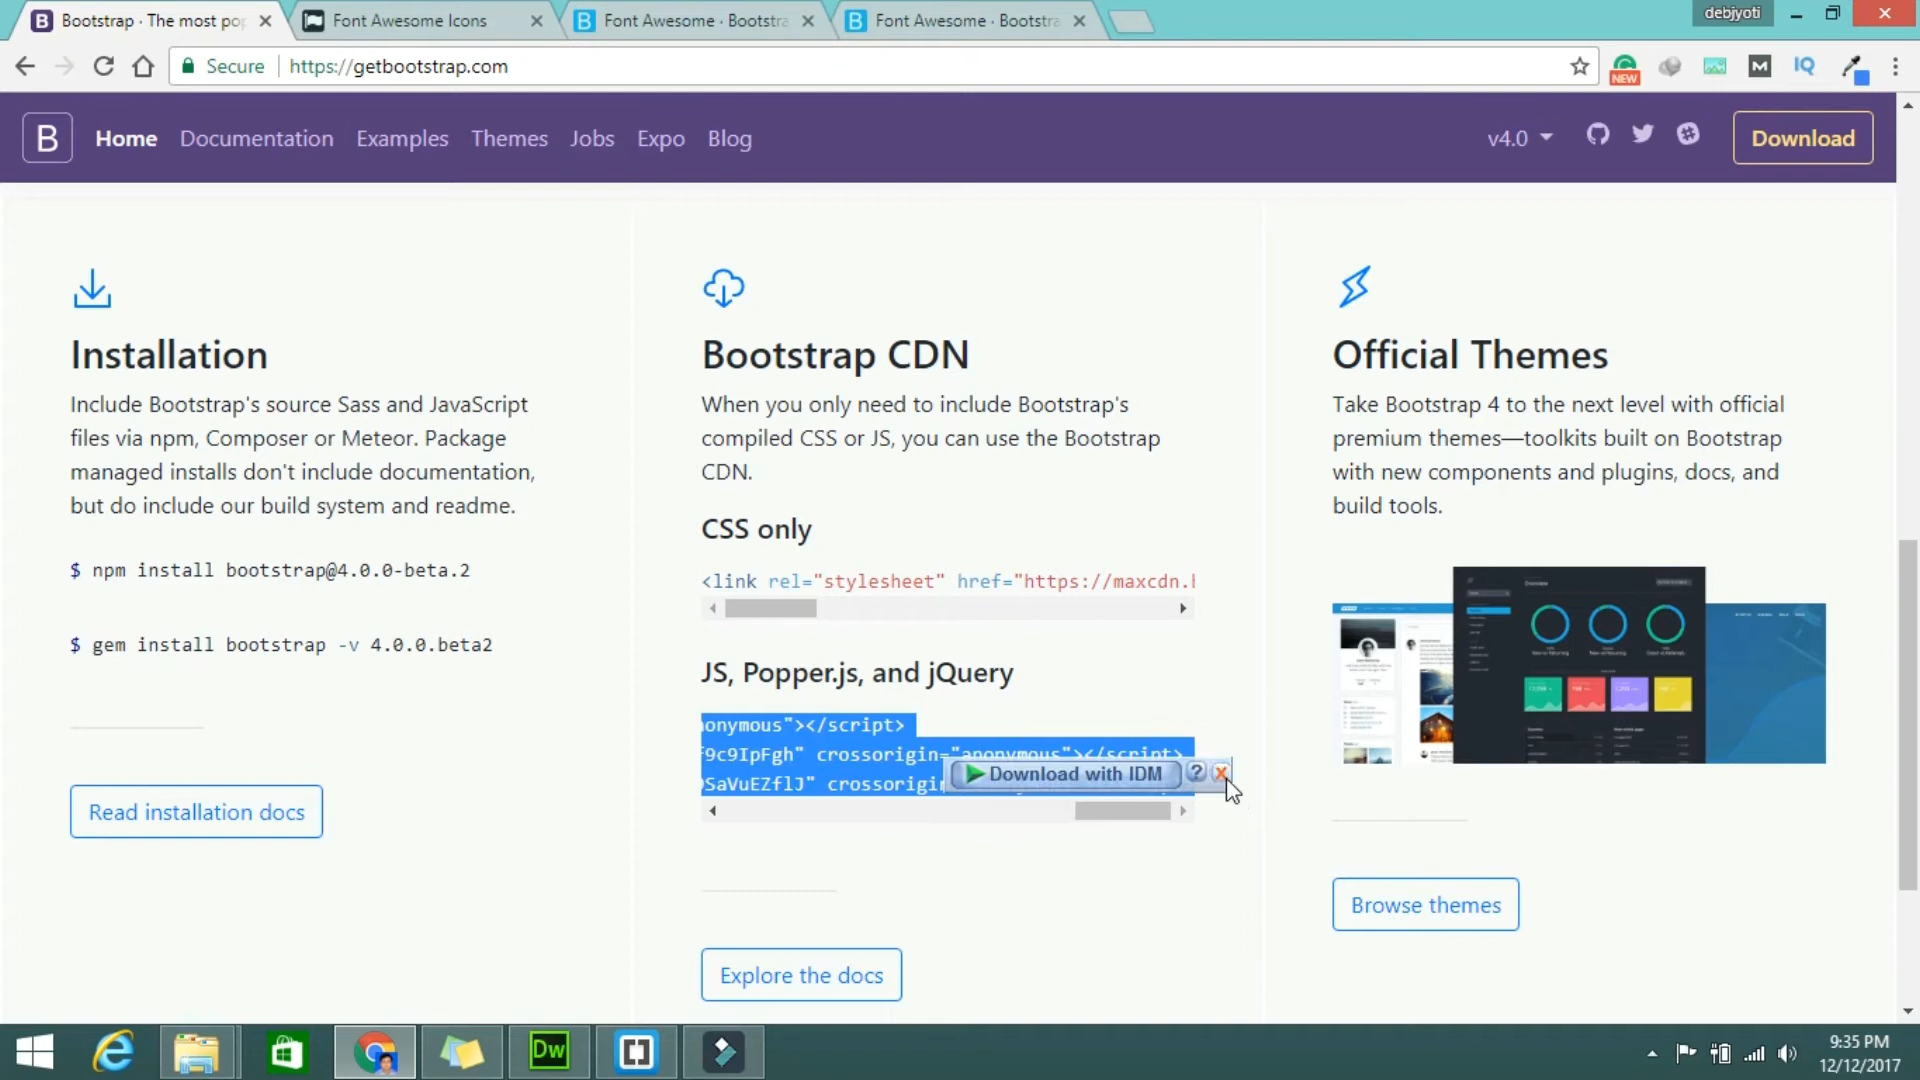 Bootstrap · The most pop
Font Awesome Icons
Font Awesome · Bootstra
Font Awesome · Bootstra
debjyoti
Secure
https://getbootstrap.com
NEW
M
IQ
B
Home
Documentation
Examples
Themes
Jobs
Expo
Blog
v4.0
Download
Installation
Include Bootstrap's source Sass and JavaScript
files via npm, Composer or Meteor. Package
managed installs don't include documentation,
but do include our build system and readme.
$ npm install bootstrap@4.0.0-beta.2
$ gem install bootstrap -v 4.0.0.beta2
Read installation docs
Bootstrap CDN
When you only need to include Bootstrap's
compiled CSS or JS, you can use the Bootstrap
CDN.
CSS only
<link rel="stylesheet" href="https://maxcdn.b
JS, Popper.js, and jQuery
onymous"></script>
f9c9IpFgh" crossorigin="anonymous"></script>
SaVuEZflJ" crossorigin
Download with IDM
Explore the docs
Official Themes
Take Bootstrap 4 to the next level with official
premium themes—toolkits built on Bootstrap
with new components and plugins, docs, and
build tools.
Overview
Browse themes
Dw
9:35 PM
12/12/2017